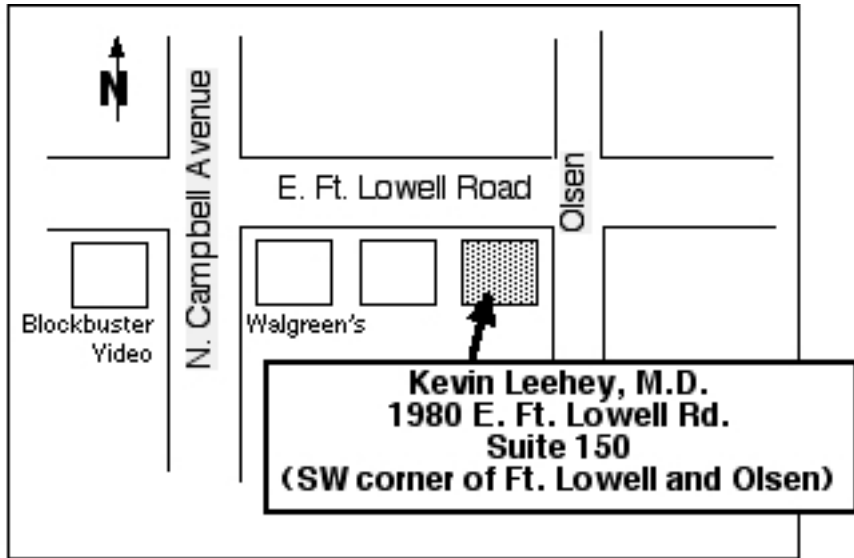 N
N. Campbell Avenue
E. Ft. Lowell Road
Olsen
Blockbuster
Video
Walgreen's
Kevin Leehey, M.D.
1980 E. Ft. Lowell Rd.
Suite 150
(SW corner of Ft. Lowell and Olsen)